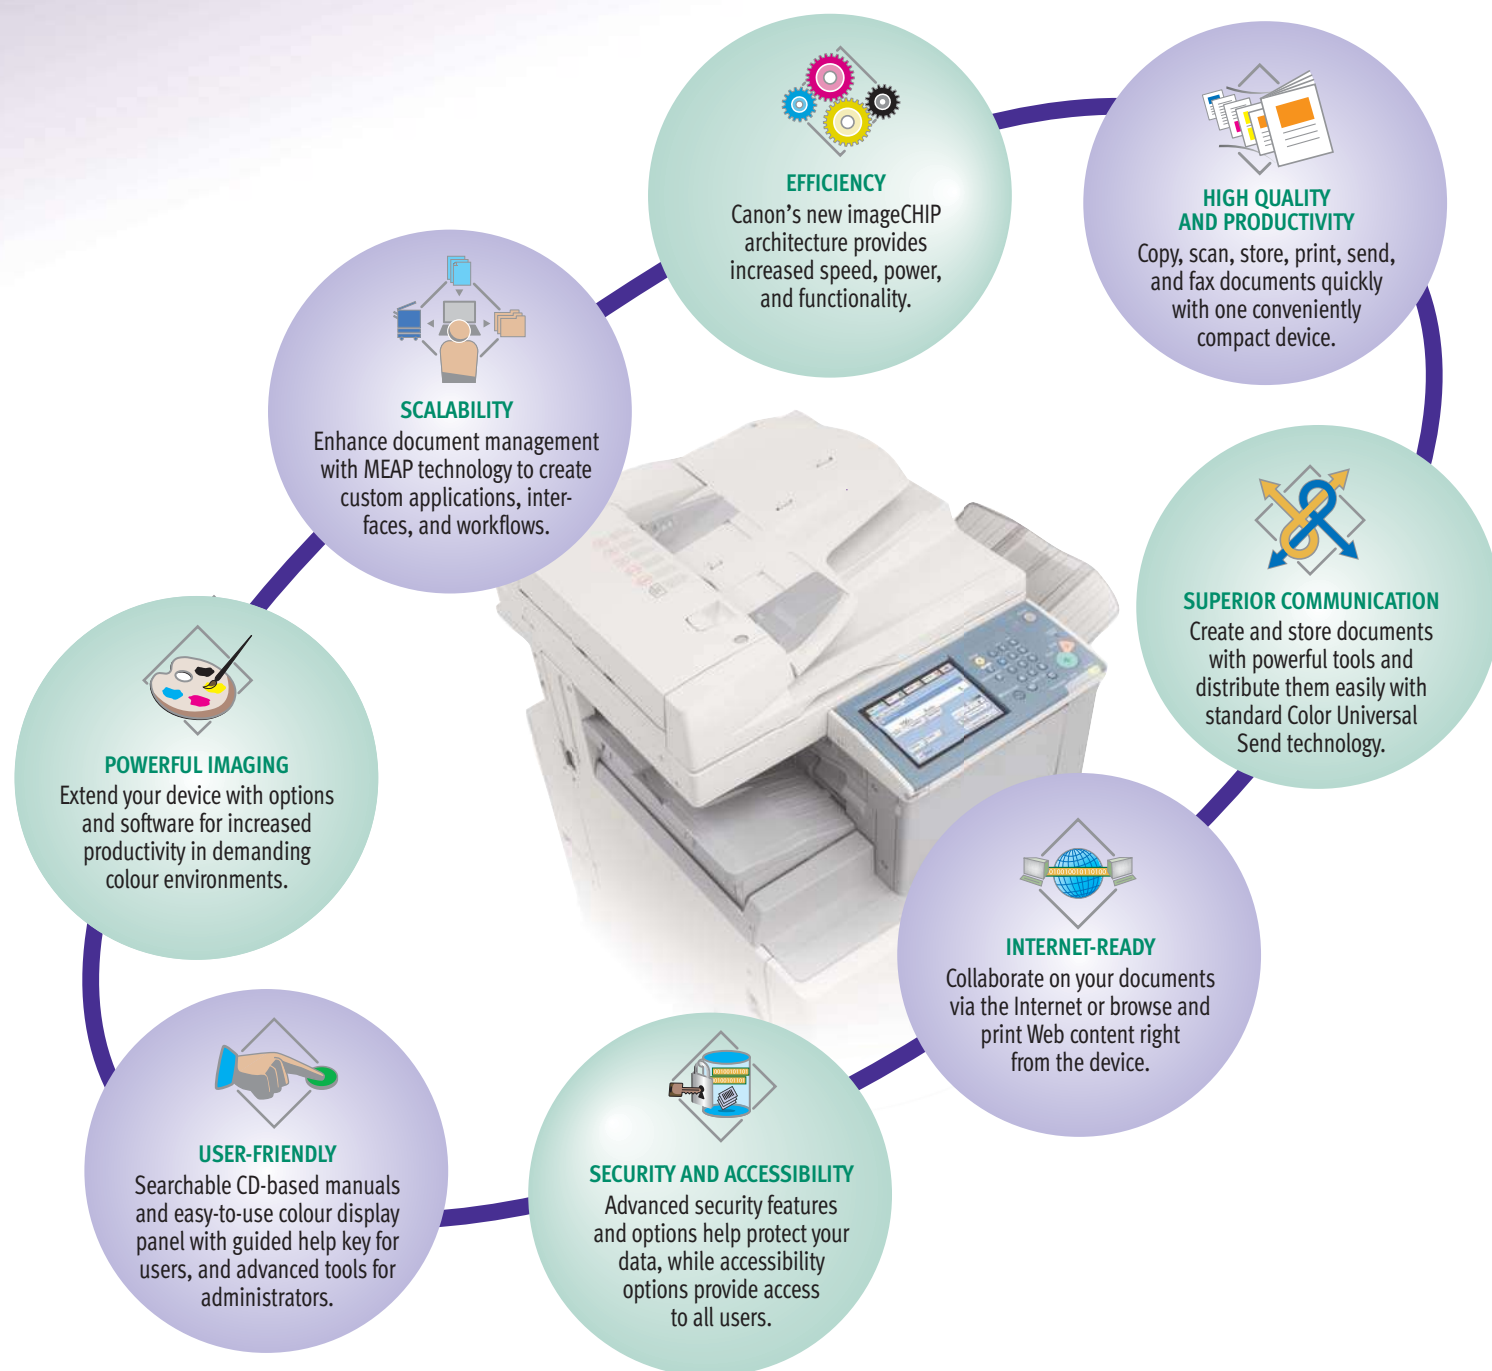 EFFICIENCY
Canon's new imageCHIP
architecture provides
increased speed, power,
and functionality.
HIGH QUALITY
AND PRODUCTIVITY
Copy, scan, store, print, send,
and fax documents quickly
with one conveniently
compact device.
SCALABILITY
Enhance document management
with MEAP technology to create
custom applications, inter-
faces, and workflows.
SUPERIOR COMMUNICATION
Create and store documents
with powerful tools and
distribute them easily with
standard Color Universal
Send technology.
POWERFUL IMAGING
Extend your device with options
and software for increased
productivity in demanding
colour environments.
INTERNET-READY
Collaborate on your documents
via the Internet or browse and
print Web content right
from the device.
USER-FRIENDLY
Searchable CD-based manuals
and easy-to-use colour display
panel with guided help key for
users, and advanced tools for
administrators.
SECURITY AND ACCESSIBILITY
Advanced security features
and options help protect your
data, while accessibility
options provide access
to all users.